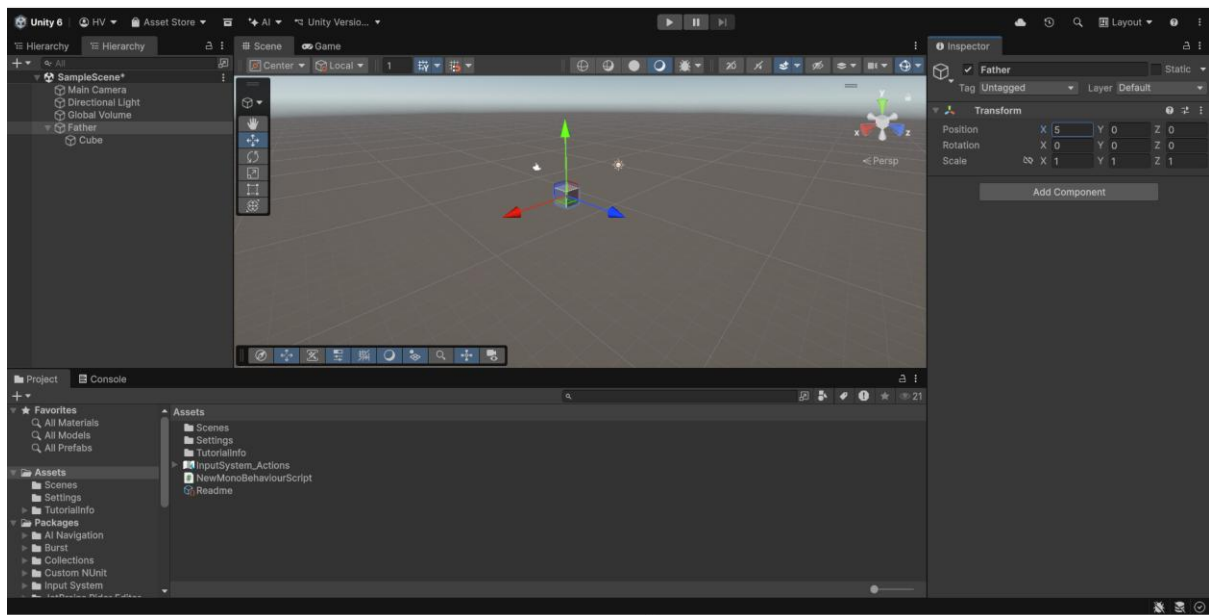 Unity 6 HV Asset Store AI Unity Versio... Layout
Hierarchy Hierarchy Scene Game Inspector
All Center Local 1 Father Static
SampleScene* Tag Untagged Layer Default
Main Camera
Directional Light
Global Volume
Father
Cube
y
x z
Persp
Transform
Position X 5 Y 0 Z 0
Rotation X 0 Y 0 Z 0
Scale X 1 Y 1 Z 1
Add Component
Project Console
21
Favorites
All Materials
All Models
All Prefabs
Assets
Scenes
Settings
TutorialInfo
Packages
AI Navigation
Burst
Collections
Custom NUnit
Input System
JetBrains Rider Editor
Assets
Scenes
Settings
TutorialInfo
InputSystem_Actions
NewMonoBehaviourScript
Readme